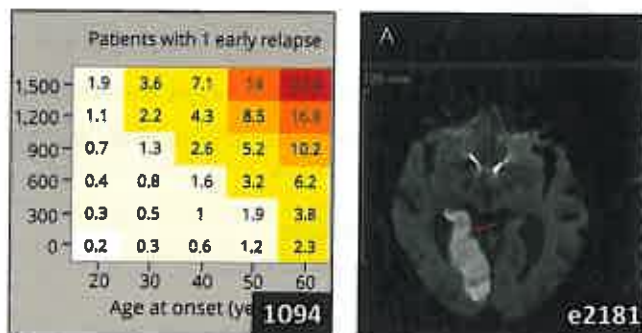 Patients with 1 early relapse
1,500 1.9 3.6 7.1 14
1,200 1.1 2.2 4.3 8.5
900 0.7 1.3 2.6 5.2 10.2
600 0.4 0.8 1.6 3.2 6.2
300 0.3 0.5 1 1.9 3.8
0 0.2 0.3 0.6 1.2 2.3
20 30 40 50 60
Age at onset
1094
A
e2181